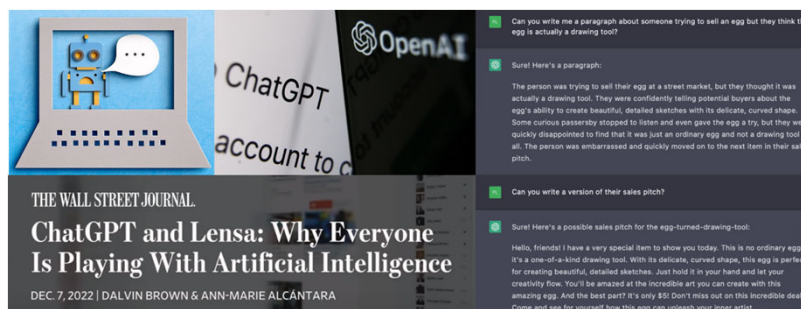 OpenAI
ChatGPT
account to c
THE WALL STREET JOURNAL.
ChatGPT and Lensa: Why Everyone
Is Playing With Artificial Intelligence
DEC. 7, 2022 | DALVIN BROWN & ANN-MARIE ALCÁNTARA
Can you write me a paragraph about someone trying to sell an egg but they think th
egg is actually a drawing tool?
Sure! Here's a paragraph:
The person was trying to sell their egg at a street market, but they thought it was
actually a drawing tool. They were confidently telling potential buyers about the
egg's ability to create beautiful, detailed sketches with its delicate, curved shape.
Some curious passersby stopped to listen and even gave the egg a try, but they we
quickly disappointed to find that it was just an ordinary egg and not a drawing tool
all. The person was embarrassed and quickly moved on to the next item in their sal
pitch.
Can you write a version of their sales pitch?
Sure! Here's a possible sales pitch for the egg-turned-drawing-tool:
Hello, friends! I have a very special item to show you today. This is no ordinary egg
it's a one-of-a-kind drawing tool. With its delicate, curved shape, this egg is perfec
for creating beautiful, detailed sketches. Just hold it in your hand and let your
creativity flow. You'll be amazed at the incredible art you can create with this
amazing egg. And the best part? It's only $5! Don't miss out on this incredible deal
Come and see for yourself how this egg can unleash your inner artist.